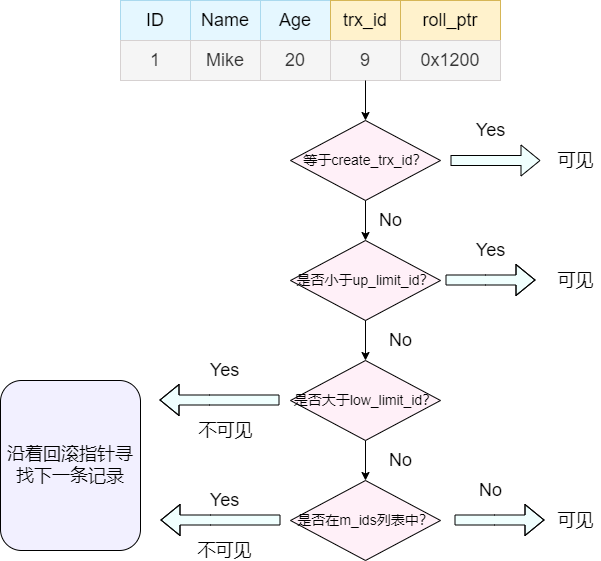 ID Name Age trx_id roll_ptr
1 Mike 20 9 0x1200
等于create_trx_id?
Yes
可见
No
是否小于up_limit_id?
Yes
可见
No
是否大于low_limit_id?
Yes
不可见
沿着回滚指针寻
找下一条记录
No
是否在m_ids列表中?
Yes
不可见
No
可见